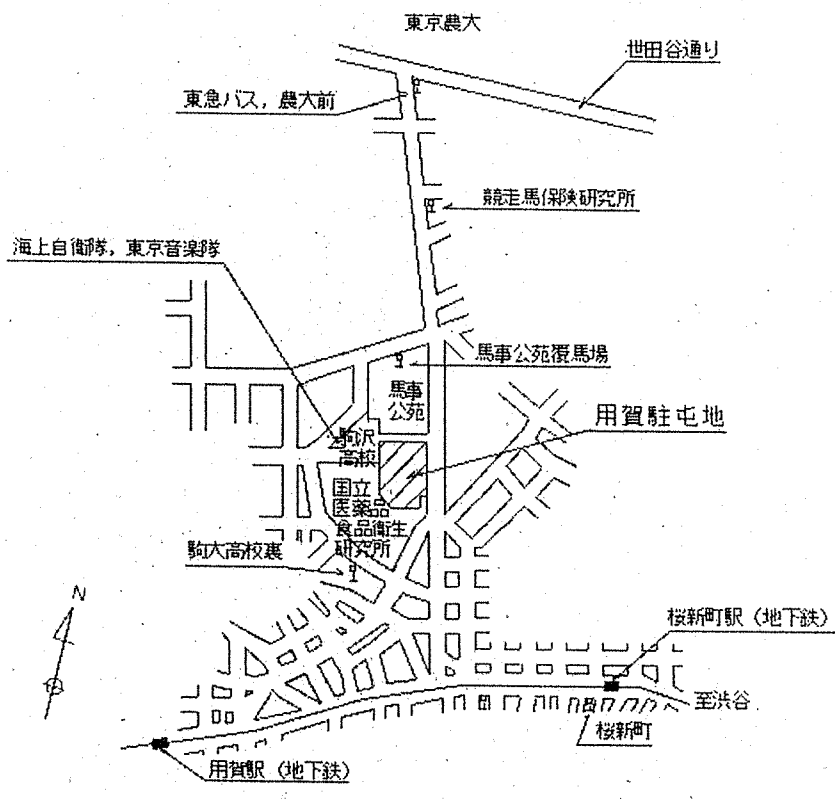 東京農大
世田谷通り
東急バス，農大前
競走馬保険研究所
海上自衛隊，東京音楽隊
馬事公苑覆馬場
馬事
公苑
用賀駐屯地
駒沢
高校
国立
医薬品
食品衛生
研究所
駒大高校裏
N
桜新町駅（地下鉄）
至渋谷
桜新町
用賀駅（地下鉄）